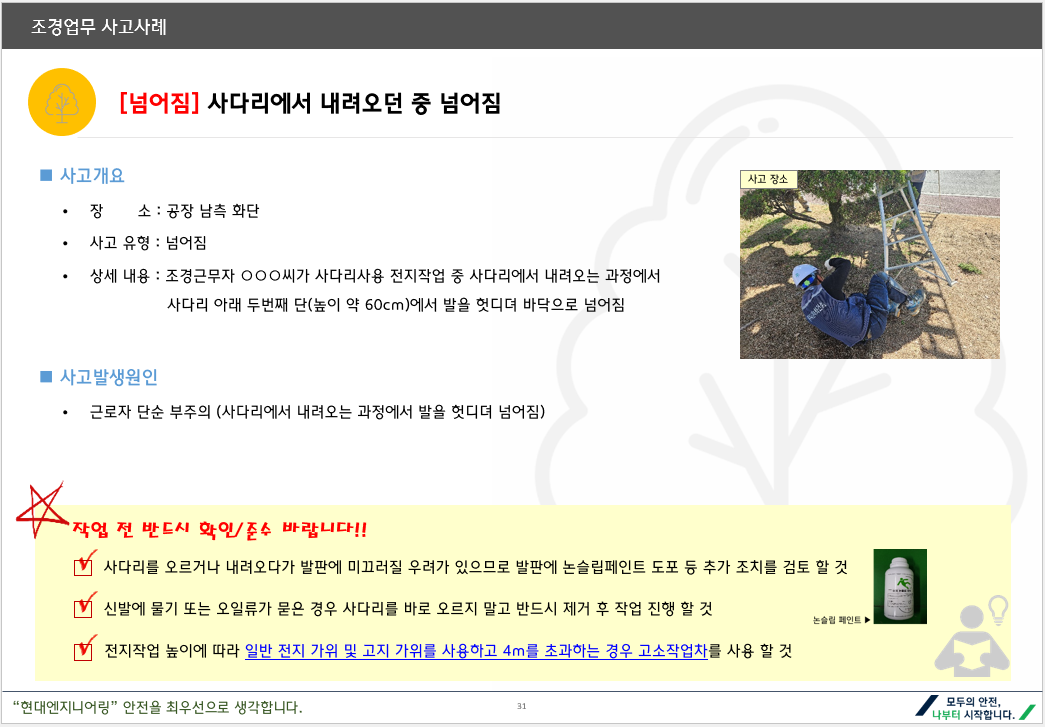 조경업무 사고사례
[넘어짐] 사다리에서 내려오던 중 넘어짐
■ 사고개요
• 장 소 : 공장 남측 화단
• 사고 유형 : 넘어짐
• 상세 내용 : 조경근무자 ○○○씨가 사다리사용 전지작업 중 사다리에서 내려오는 과정에서
사다리 아래 두번째 단(높이 약 60cm)에서 발을 헛디뎌 바닥으로 넘어짐
사고 장소
■ 사고발생원인
• 근로자 단순 부주의 (사다리에서 내려오는 과정에서 발을 헛디뎌 넘어짐)
작업 전 반드시 확인/준수 바랍니다!!
사다리를 오르거나 내려오다가 발판에 미끄러질 우려가 있으므로 발판에 논슬립페인트 도포 등 추가 조치를 검토 할 것
신발에 물기 또는 오일류가 묻은 경우 사다리를 바로 오르지 말고 반드시 제거 후 작업 진행 할 것
논슬립 페인트 ▶
전지작업 높이에 따라 일반 전지 가위 및 고지 가위를 사용하고 4m를 초과하는 경우 고소작업차를 사용 할 것
“현대엔지니어링” 안전을 최우선으로 생각합니다.
31
모두의 안전,
나부터 시작합니다.